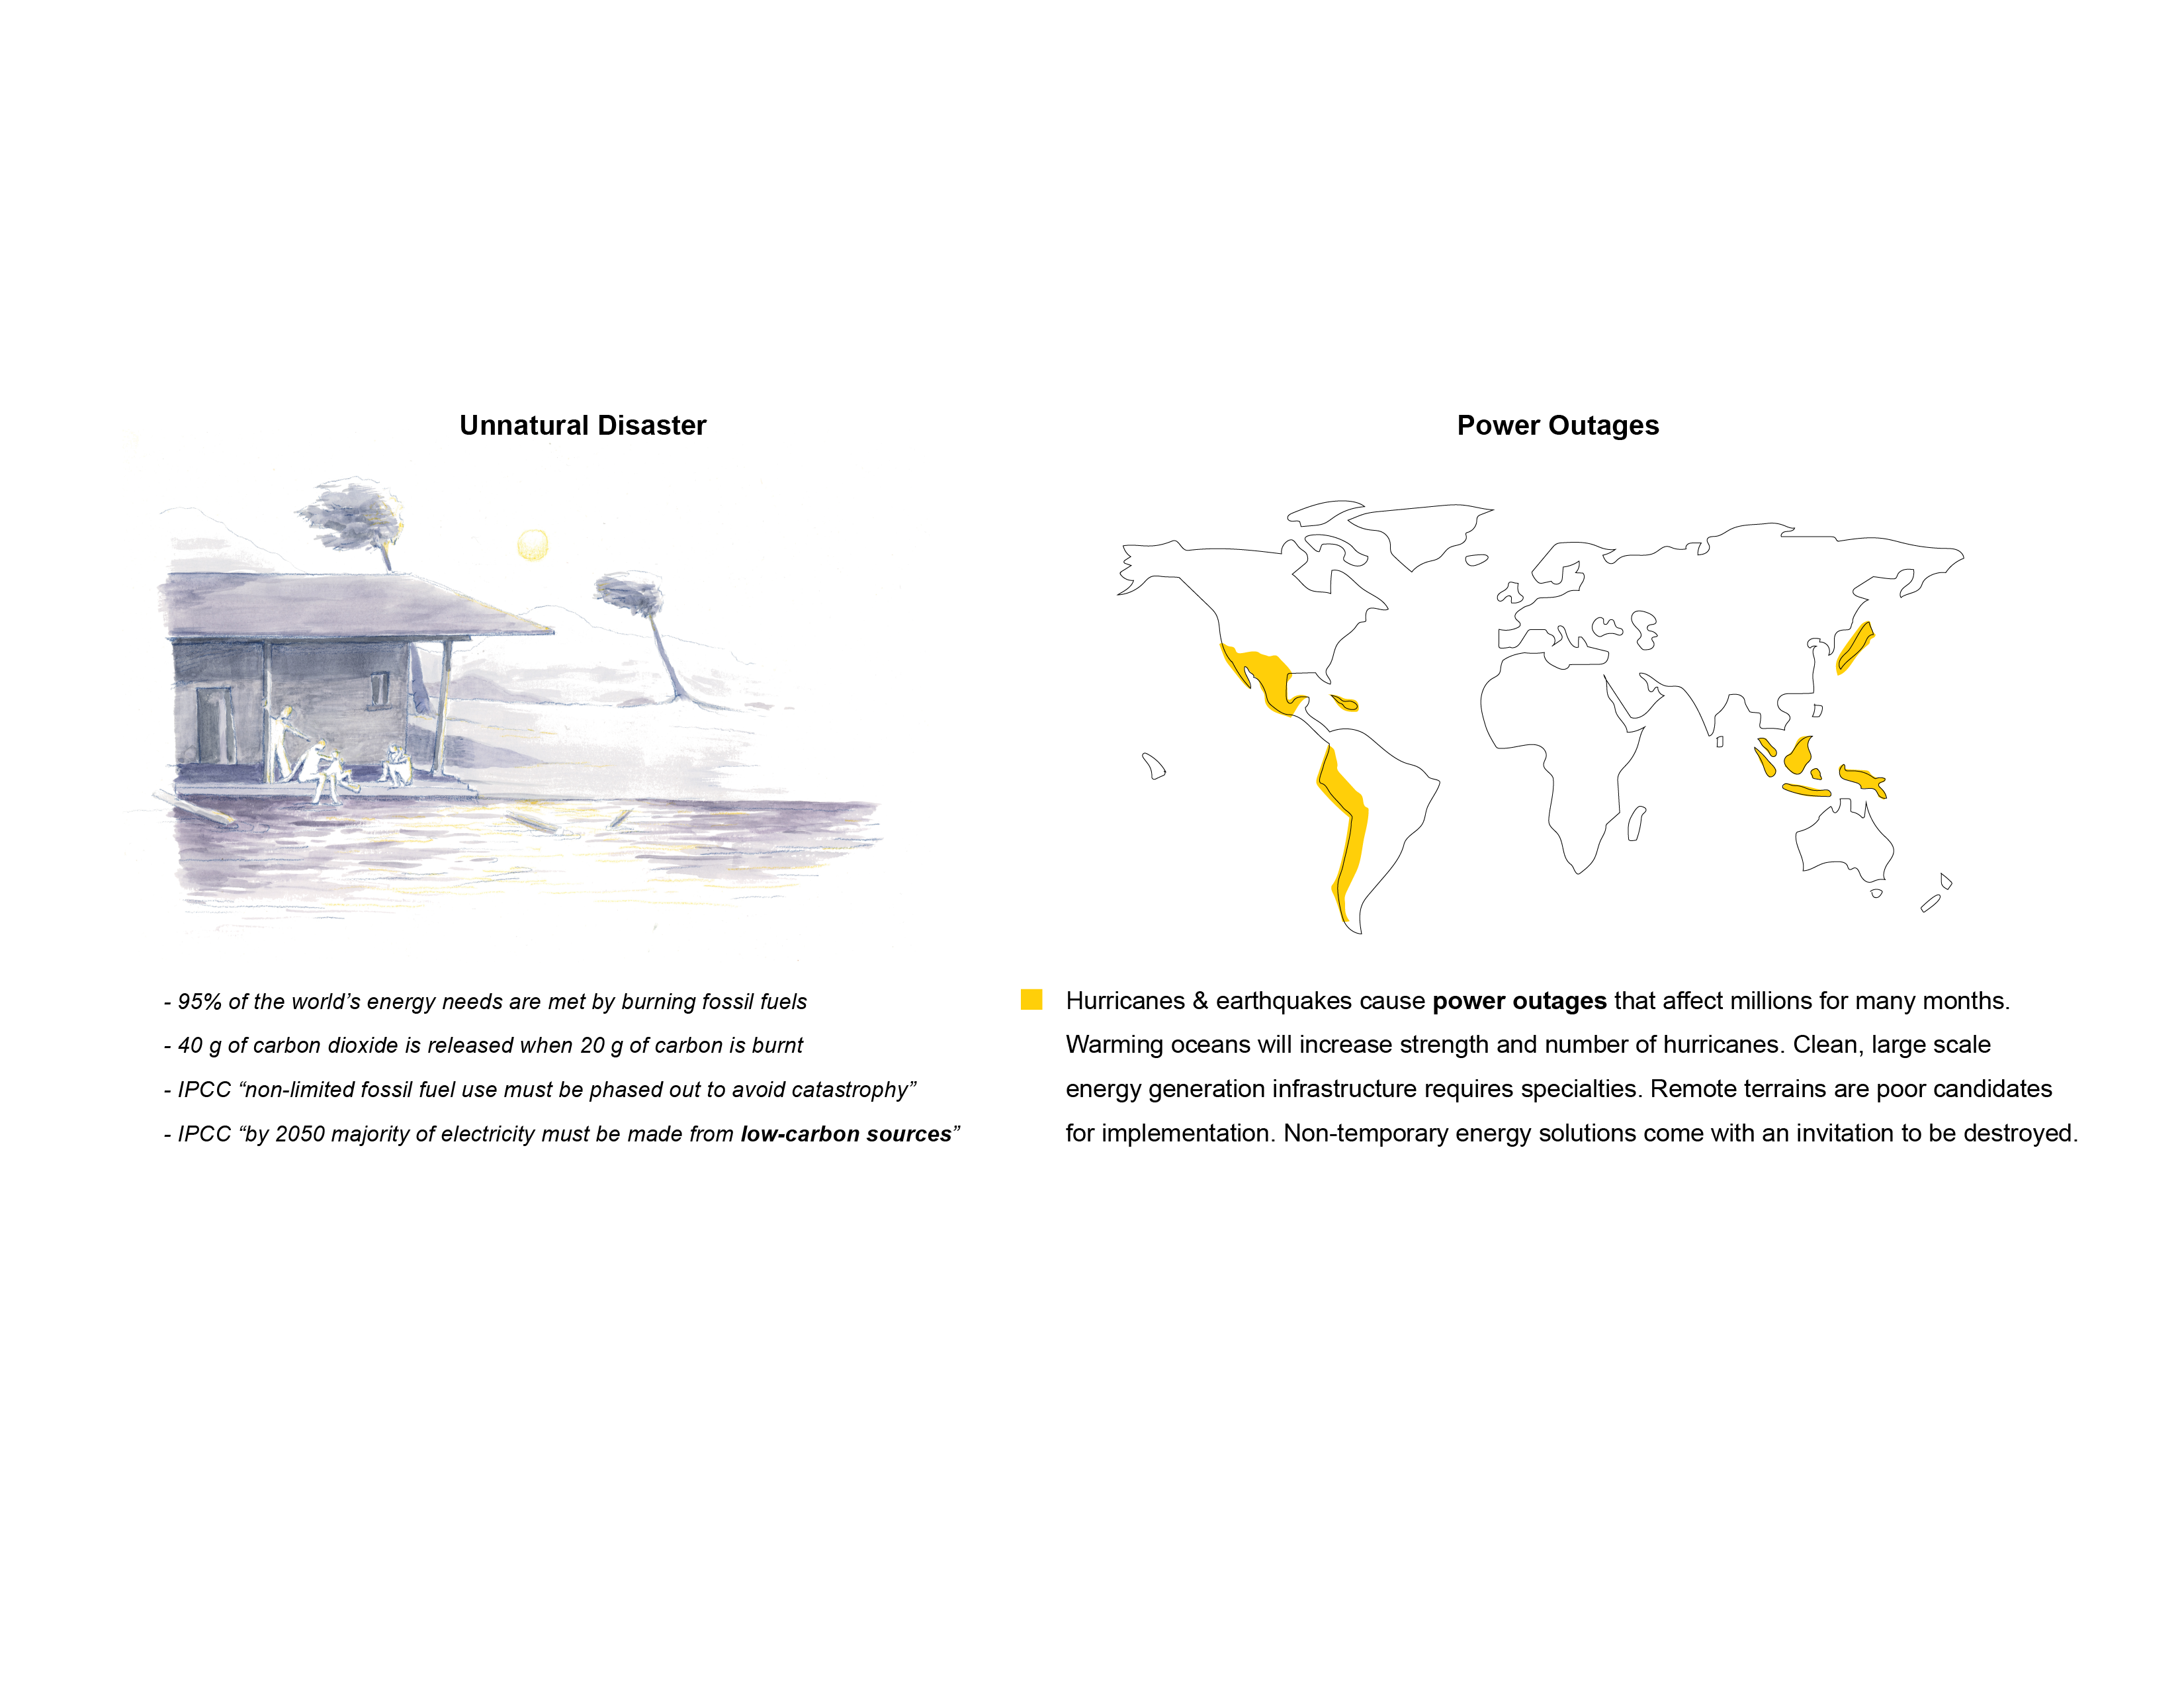 Unnatural Disaster
- 95% of the world’s energy needs are met by burning fossil fuels
- 40 g of carbon dioxide is released when 20 g of carbon is burnt
- IPCC “non-limited fossil fuel use must be phased out to avoid catastrophy”
- IPCC “by 2050 majority of electricity must be made from low-carbon sources”
Power Outages
Hurricanes & earthquakes cause power outages that affect millions for many months.
Warming oceans will increase strength and number of hurricanes. Clean, large scale
energy generation infrastructure requires specialties. Remote terrains are poor candidates
for implementation. Non-temporary energy solutions come with an invitation to be destroyed.